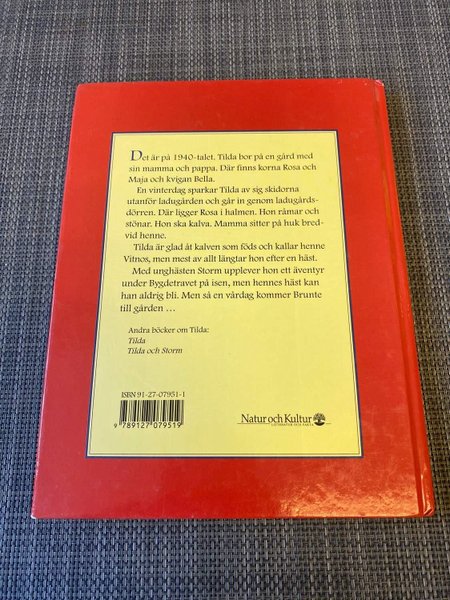 Det är på 1940-talet. Tilda bor på en gård med
sin mamma och pappa. Där finns korna Rosa och
Maja och kvigan Bella.
En vinterdag sparkar Tilda av sig skidorna
utanför ladugården och går in genom ladugårds-
dörren. Där ligger Rosa i halmen. Hon råmar och
stönar. Hon ska kalva. Mamma sitter på huk bred-
vid henne.
Tilda är glad åt kalven som föds och kallar henne
Vitnos, men mest av allt längtar hon efter en häst.
Med unghästen Storm upplever hon ett äventyr
under Bygdetravet på isen, men hennes häst kan
han aldrig bli. Men så en vårdag kommer Brunte
till gården …
Andra böcker om Tilda:
Tilda
Tilda och Storm
ISBN 91-27-07951-1
9 789127 079519
Natur och Kultur
LITTERATUR OCH FAKTA